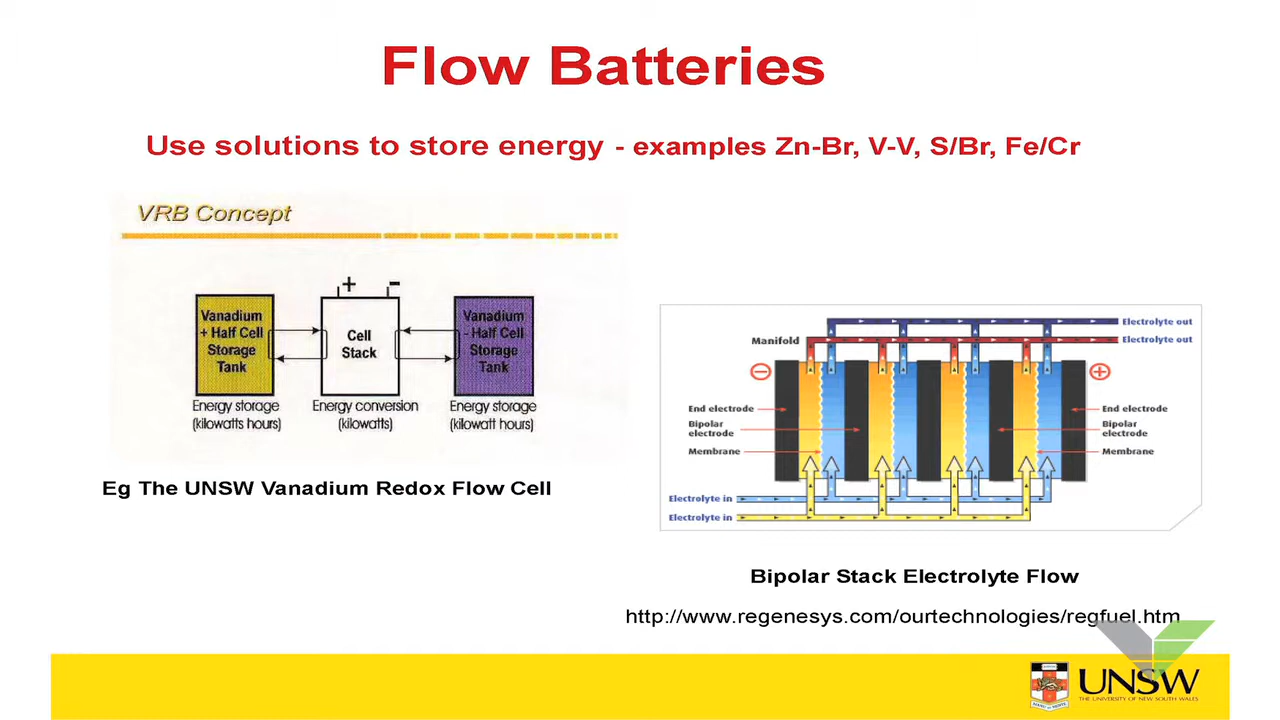 Flow Batteries
Use solutions to store energy - examples Zn-Br, V-V, S/Br, Fe/Cr
VRB Concept
+ -
Vanadium
+ Half Cell
Storage
Tank
Cell
Stack
Vanadium
- Half Cell
Storage
Tank
Energy storage
(kilowatts hours)
Energy conversion
(kilowatts)
Energy storage
(kilowatt hours)
Eg The UNSW Vanadium Redox Flow Cell
Electrolyte out
Manifold
Electrolyte out
End electrode
Bipolar
electrode
Membrane
End electrode
Bipolar
electrode
Membrane
Electrolyte in
Electrolyte in
Bipolar Stack Electrolyte Flow
http://www.regenesys.com/ourtechnologies/regfuel.htm
UNSW
THE UNIVERSITY OF NEW SOUTH WALES